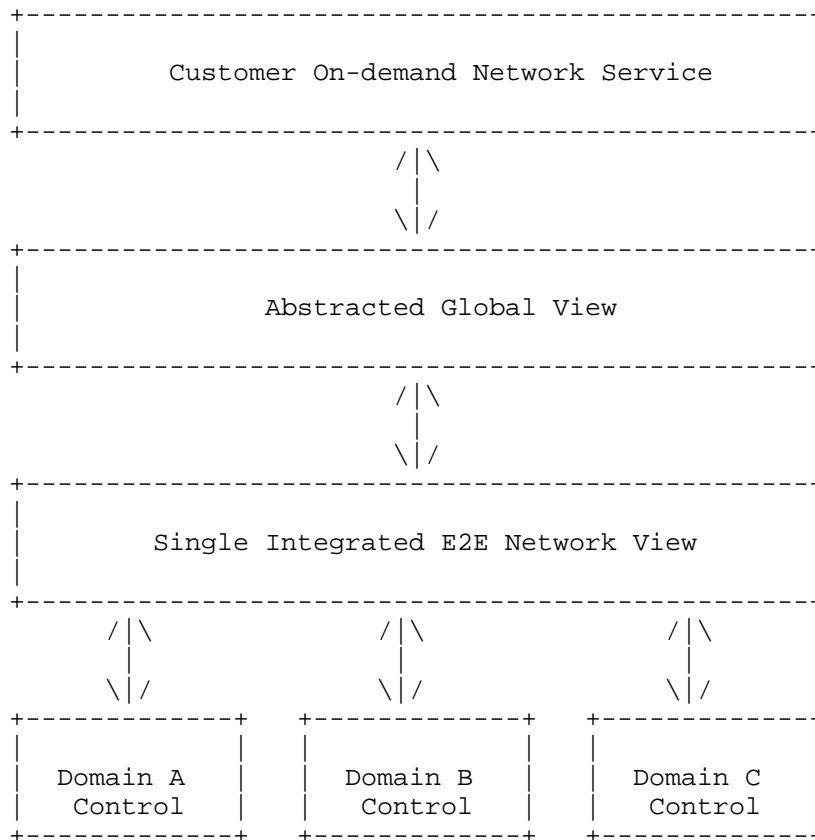 Customer On-demand Network Service
Abstracted Global View
Single Integrated E2E Network View
Domain A Domain B Domain C
Control Control Control